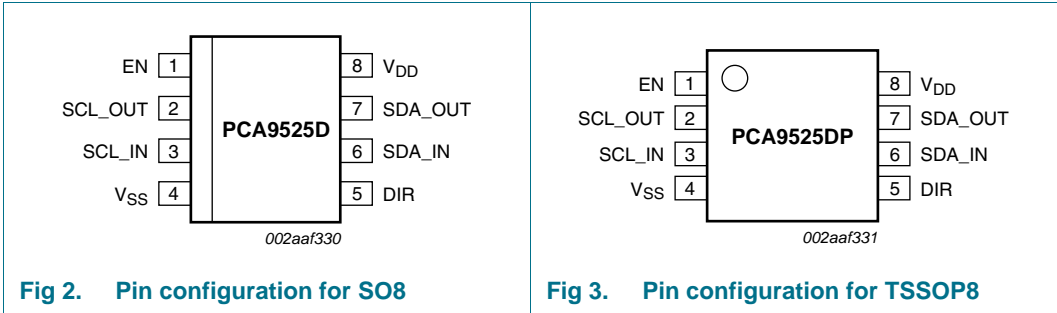 EN 1 8 VDD
SCL_OUT 2 7 SDA_OUT
PCA9525D
SCL_IN 3 6 SDA_IN
VSS 4 5 DIR
002aaf330
Fig 2. Pin configuration for SO8
EN 1 8 VDD
SCL_OUT 2 7 SDA_OUT
PCA9525DP
SCL_IN 3 6 SDA_IN
VSS 4 5 DIR
002aaf331
Fig 3. Pin configuration for TSSOP8